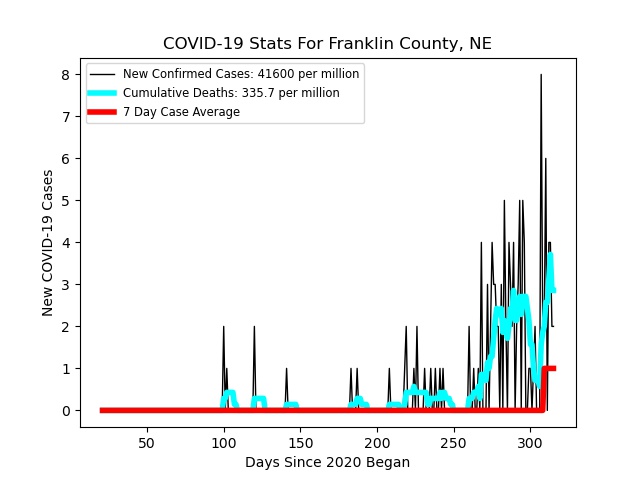 COVID-19 Stats For Franklin County, NE
New Confirmed Cases: 41600 per million
Cumulative Deaths: 335.7 per million
7 Day Case Average
New COVID-19 Cases
8
7
6
5
4
3
2
1
0
50 100 150 200 250 300
Days Since 2020 Began